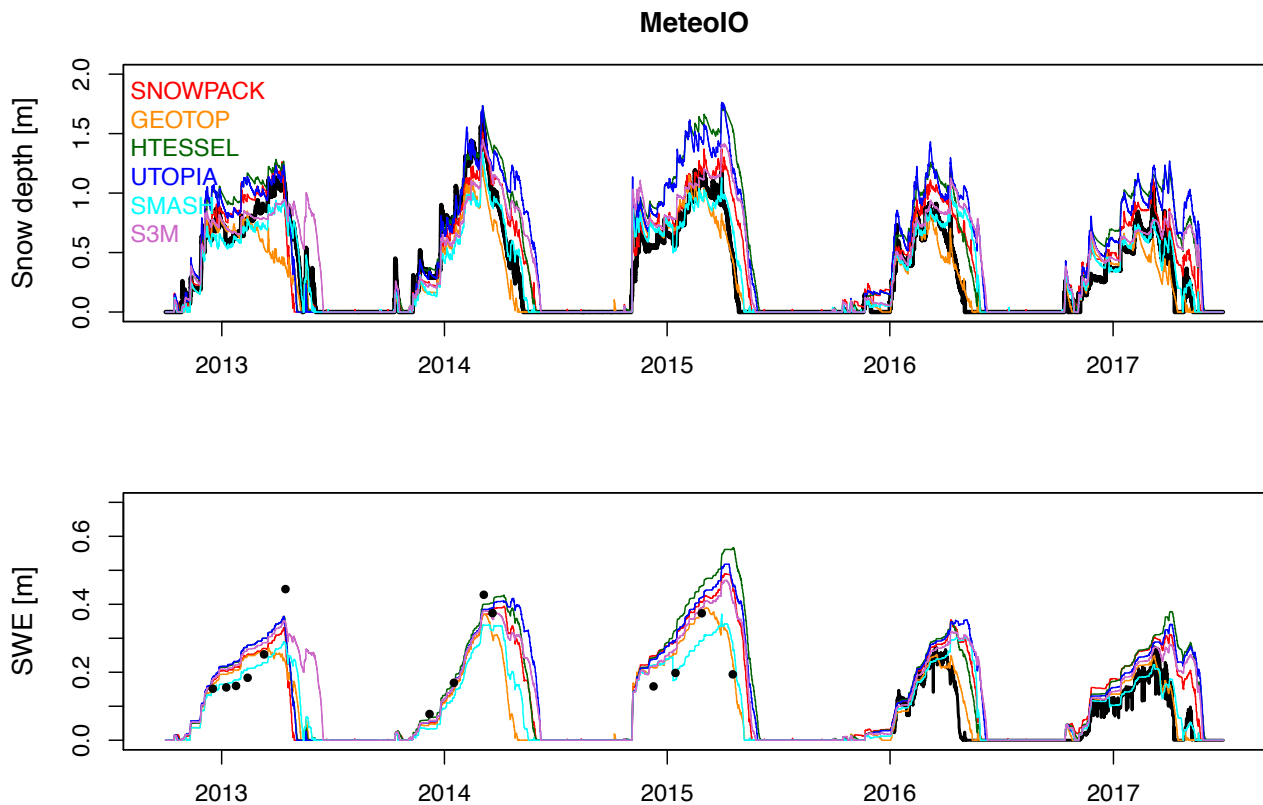 MeteoIO
Snow depth [m]
2.0
1.5
1.0
0.5
0.0
SNOWPACK
GEOTOP
HTESSEL
UTOPIA
SMASH
S3M
2013 2014 2015 2016 2017
SWE [m]
0.6
0.4
0.2
0.0
2013 2014 2015 2016 2017